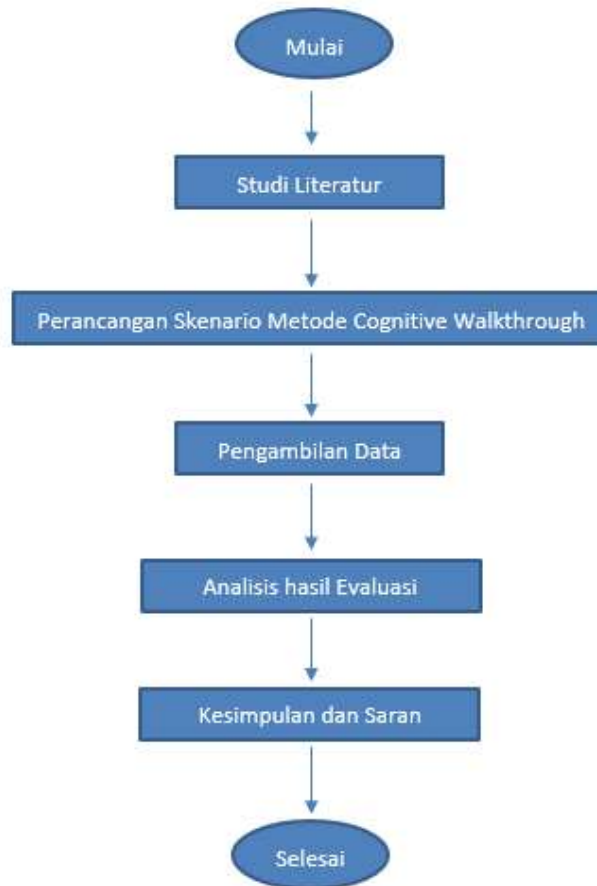 Mulai
Studi Literatur
Perancangan Skenario Metode Cognitive Walkthrough
Pengambilan Data
Analisis hasil Evaluasi
Kesimpulan dan Saran
Selesai